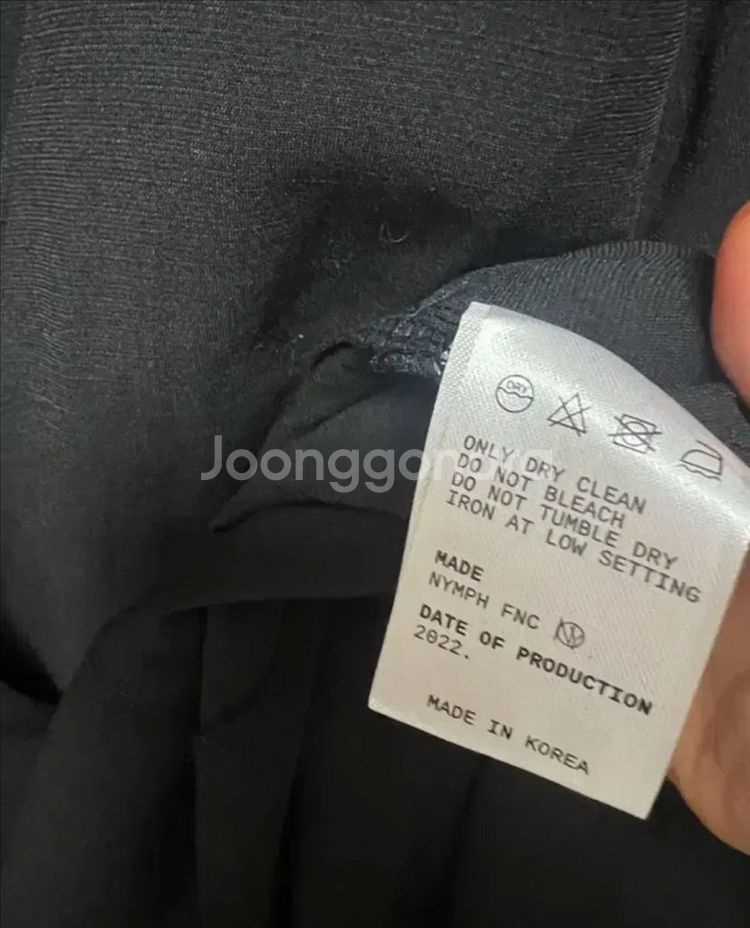 DRY
ONLY DRY CLEAN
DO NOT BLEACH
DO NOT TUMBLE DRY
IRON AT LOW SETTING
MADE
NYMPH FNC
DATE OF PRODUCTION
2022.
MADE IN KOREA
Joonggonara